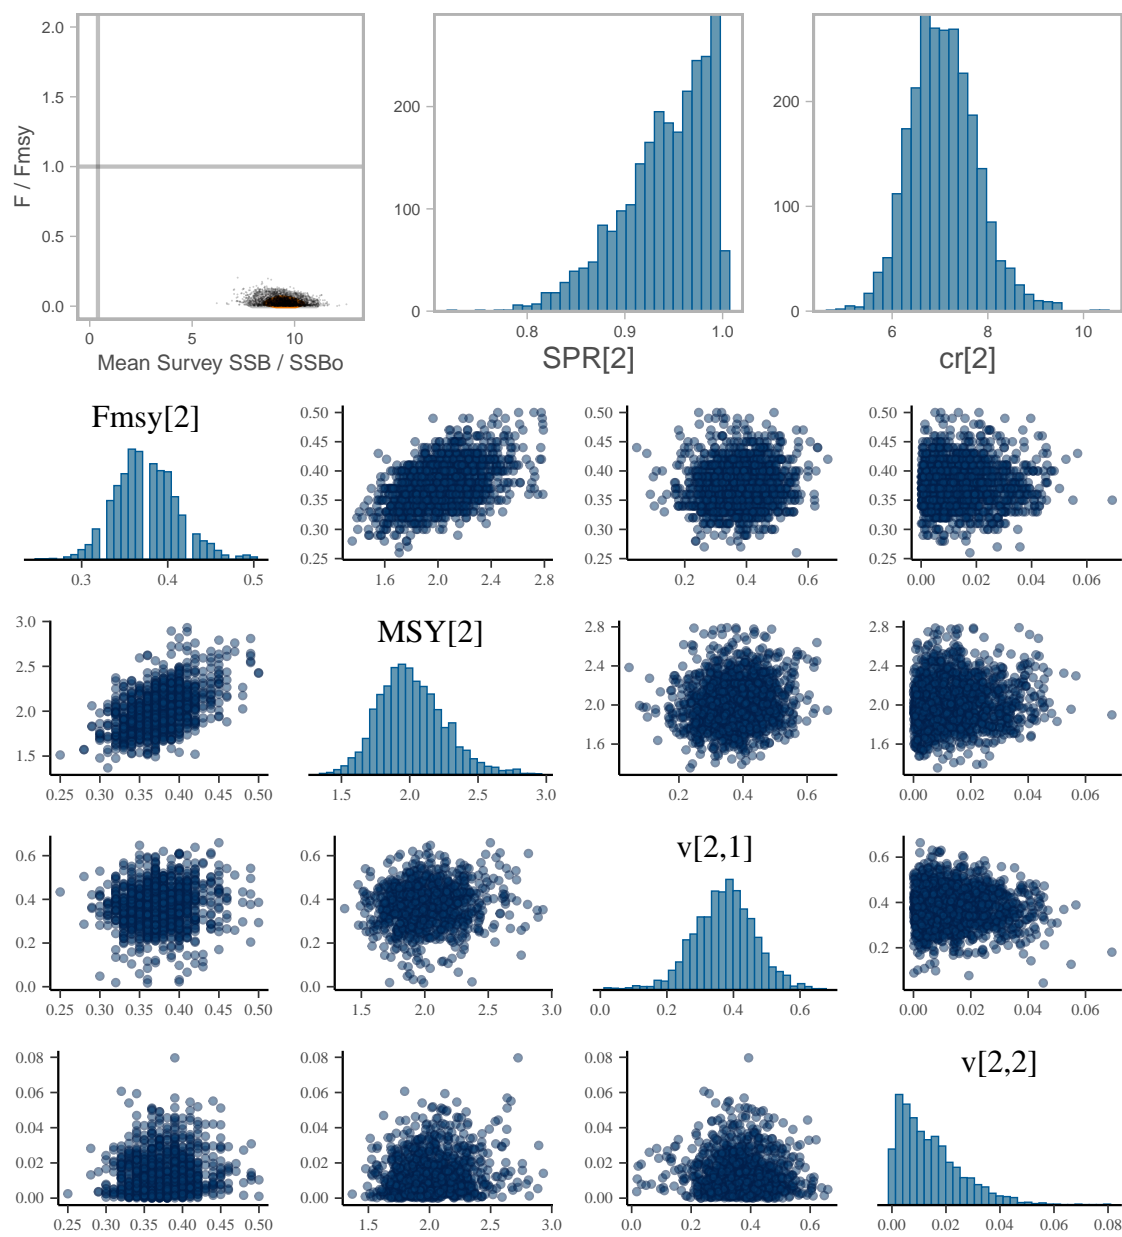 2.0
1.5
1.0
0.5
0.0
F / Fmsy
0 5 10
Mean Survey SSB / SSBo
200
100
0
0.8 0.9 1.0
SPR[2]
200
100
0
6 8 10
cr[2]
Fmsy[2]
0.3 0.4 0.5
0.50
0.45
0.40
0.35
0.30
0.25
1.6 2.0 2.4 2.8
0.50
0.45
0.40
0.35
0.30
0.25
0.2 0.4 0.6
0.50
0.45
0.40
0.35
0.30
0.25
0.00 0.02 0.04 0.06
3.0
2.5
2.0
1.5
0.25 0.30 0.35 0.40 0.45 0.50
MSY[2]
1.5 2.0 2.5 3.0
2.8
2.4
2.0
1.6
0.2 0.4 0.6
2.8
2.4
2.0
1.6
0.00 0.02 0.04 0.06
0.6
0.4
0.2
0.0
0.25 0.30 0.35 0.40 0.45 0.50
0.6
0.4
0.2
0.0
1.5 2.0 2.5 3.0
v[2,1]
0.0 0.2 0.4 0.6
0.6
0.4
0.2
0.00 0.02 0.04 0.06
0.08
0.06
0.04
0.02
0.00
0.25 0.30 0.35 0.40 0.45 0.50
0.08
0.06
0.04
0.02
0.00
1.5 2.0 2.5 3.0
0.08
0.06
0.04
0.02
0.00
0.0 0.2 0.4 0.6
v[2,2]
0.00 0.02 0.04 0.06 0.08